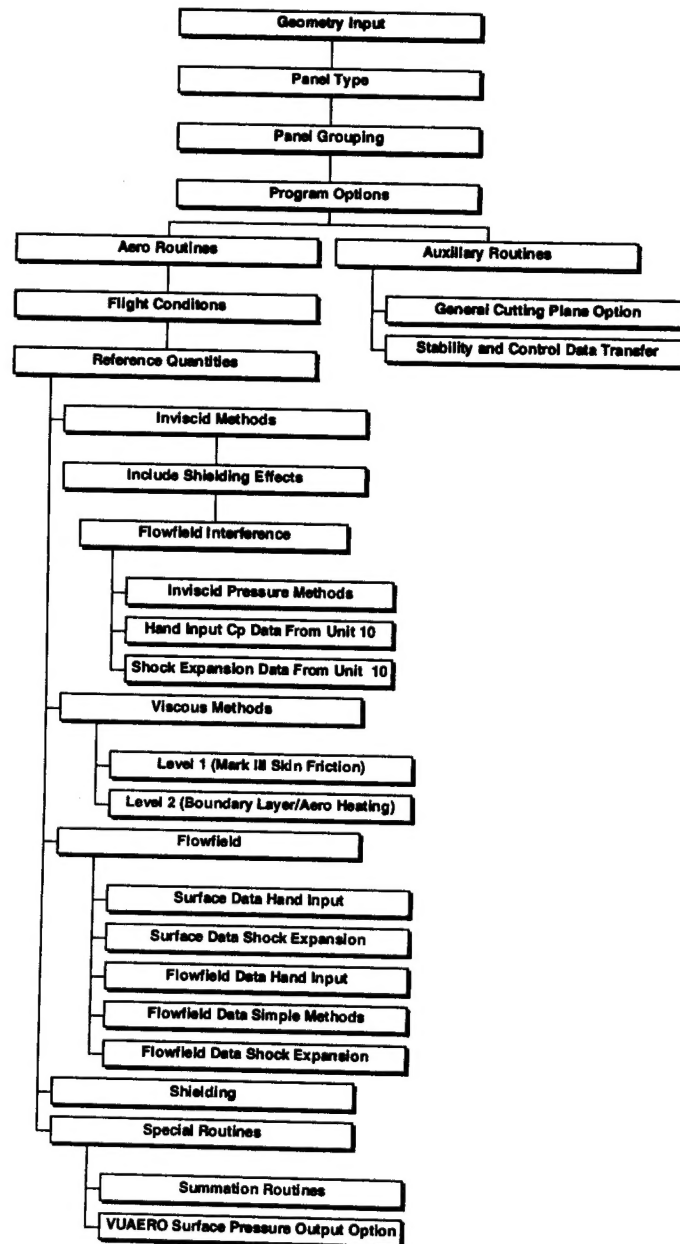 Geometry Input
Panel Type
Panel Grouping
Program Options
Aero Routines
Auxillary Routines
Flight Conditons
General Cutting Plane Option
Reference Quantities
Stability and Control Data Transfer
Inviscid Methods
Include Shielding Effects
Flowfield Interference
Inviscid Pressure Methods
Hand Input Cp Data From Unit 10
Shock Expansion Data From Unit 10
Viscous Methods
Level 1 (Mark III Skin Friction)
Level 2 (Boundary Layer/Aero Heating)
Flowfield
Surface Data Hand Input
Surface Data Shock Expansion
Flowfield Data Hand Input
Flowfield Data Simple Methods
Flowfield Data Shock Expansion
Shielding
Special Routines
Summation Routines
VUAERO Surface Pressure Output Option